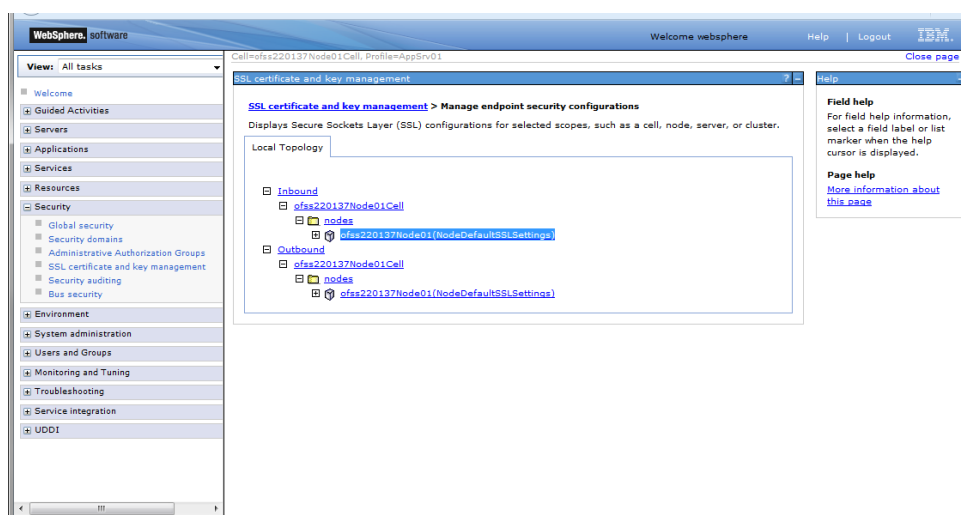 WebSphere. software
Welcome websphere
Help | Logout
IBM.
View: All tasks
Cell=ofss220137Node01Cell, Profile=AppSrv01
Close page
Welcome
Guided Activities
Servers
Applications
Services
Resources
Security
Global security
Security domains
Administrative Authorization Groups
SSL certificate and key management
Security auditing
Bus security
Environment
System administration
Users and Groups
Monitoring and Tuning
Troubleshooting
Service integration
UDDI
SSL certificate and key management
SSL certificate and key management > Manage endpoint security configurations
Displays Secure Sockets Layer (SSL) configurations for selected scopes, such as a cell, node, server, or cluster.
Local Topology
Inbound
ofss220137Node01Cell
nodes
ofss220137Node01(NodeDefaultSSLSettings)
Outbound
ofss220137Node01Cell
nodes
ofss220137Node01(NodeDefaultSSLSettings)
Help
Field help
For field help information,
select a field label or list
marker when the help
cursor is displayed.
Page help
More information about
this page